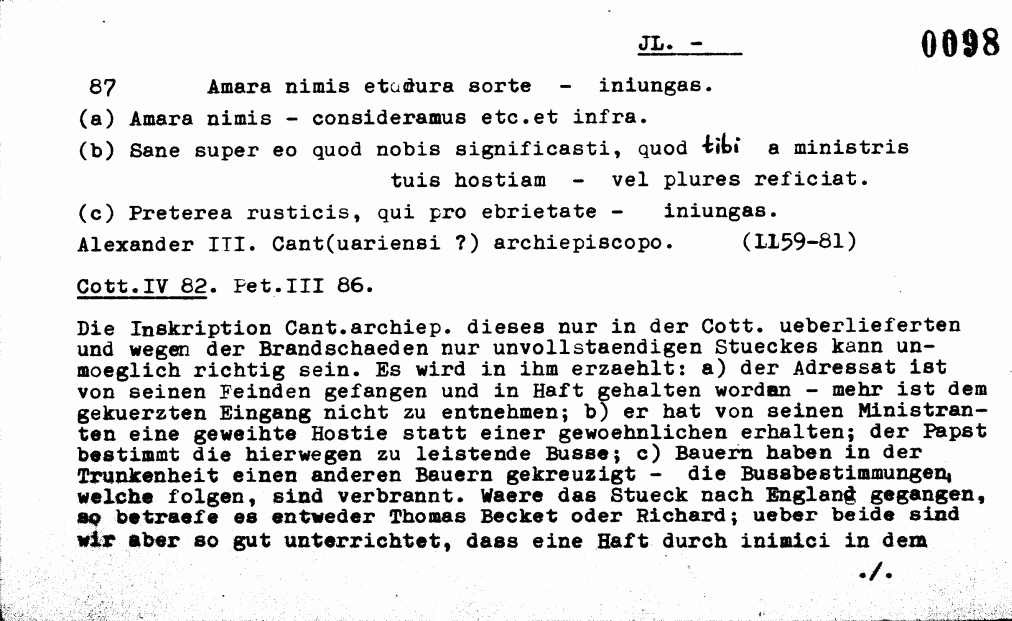 JL. -
0098
87 Amara nimis et dura sorte - iniungas.
(a) Amara nimis - consideramus etc.et infra.
(b) Sane super eo quod nobis significasti, quod tibi a ministris
tuis hostiam - vel plures reficiat.
(c) Preterea rusticis, qui pro ebrietate - iniungas.
Alexander III. Cant(uariensi ?) archiepiscopo. (1159-81)
Cott.IV 82. Pet.III 86.
Die Inskription Cant.archiep. dieses nur in der Cott. ueberlieferten
und wegen der Brandschaeden nur unvollstaendigen Stueckes kann un-
moeglich richtig sein. Es wird in ihm erzaehlt: a) der Adressat ist
von seinen Feinden gefangen und in Haft gehalten worden - mehr ist dem
gekuerzten Eingang nicht zu entnehmen; b) er hat von seinen Ministran-
ten eine geweihte Hostie statt einer gewoehnlichen erhalten; der Papst
bestimmt die hierwegen zu leistende Busse; c) Bauern haben in der
Trunkenheit einen anderen Bauern gekreuzigt - die Bussbestimmungen,
welche folgen, sind verbrannt. Waere das Stueck nach England gegangen,
so betraefe es entweder Thomas Becket oder Richard; ueber beide sind
wir aber so gut unterrichtet, dass eine Haft durch inimici in dem
./.